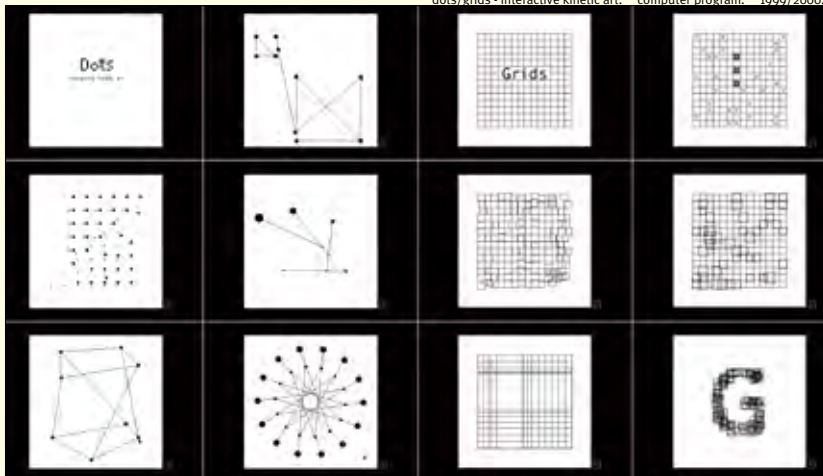 dots/grids - interactive kinetic art. computer program. 1999/2000.
Dots
Grids
G